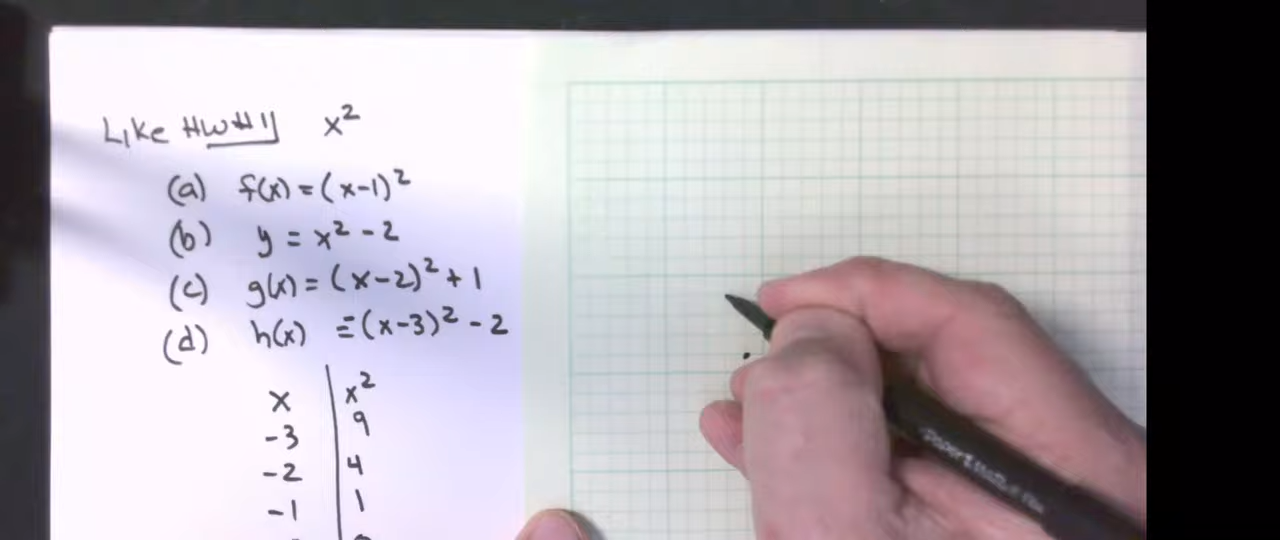 Like HW#11 x²
(a) f(x) = (x-1)²
(b) y = x² - 2
(c) g(x) = (x-2)² + 1
(d) h(x) = (x-3)² - 2
x x²
-3 9
-2 4
-1 1